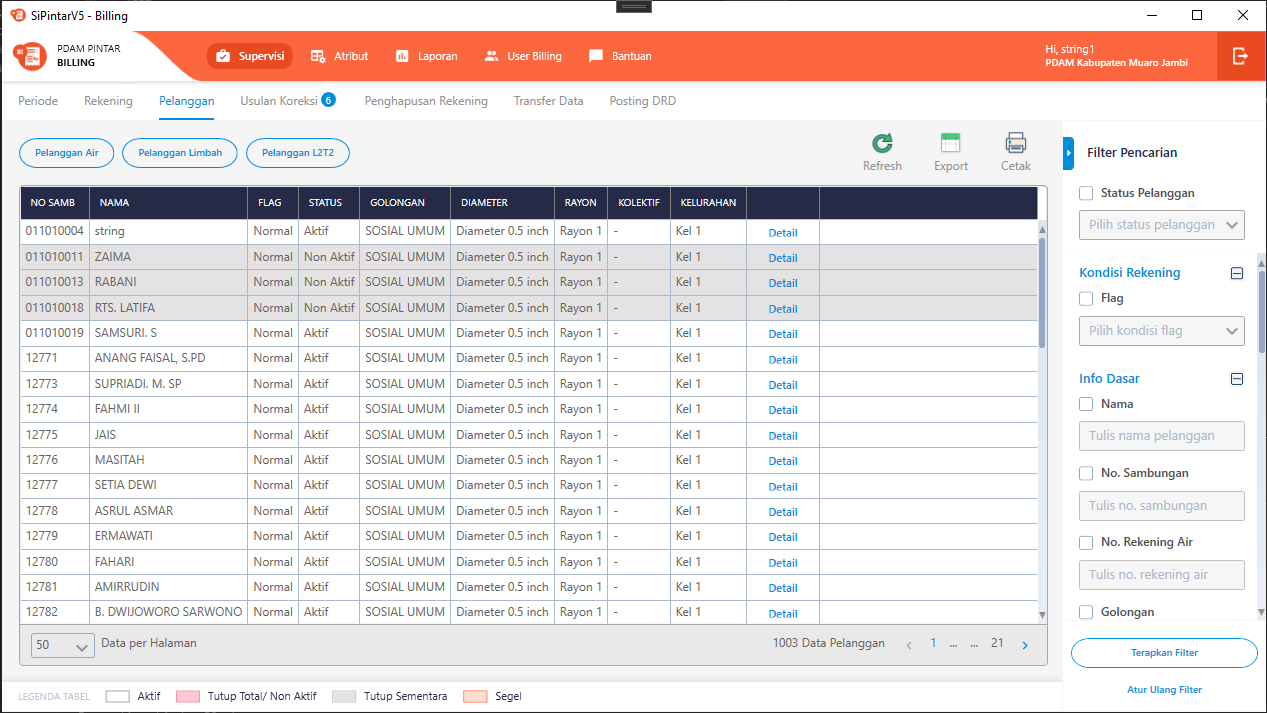 SiPintarV5 - Billing
PDAM PINTAR
BILLING
Supervisi Atribut Laporan User Billing Bantuan
Hi, string1
PDAM Kabupaten Muaro Jambi
Periode Rekening Pelanggan Usulan Koreksi 6 Penghapusan Rekening Transfer Data Posting DRD
Pelanggan Air Pelanggan Limbah Pelanggan L2T2
Refresh Export Cetak
NO SAMB NAMA FLAG STATUS GOLONGAN DIAMETER RAYON KOLEKTIF KELURAHAN
011010004 string Normal Aktif SOSIAL UMUM Diameter 0.5 inch Rayon 1 - Kel 1 Detail
011010011 ZAIMA Normal Non Aktif SOSIAL UMUM Diameter 0.5 inch Rayon 1 - Kel 1 Detail
011010013 RABANI Normal Non Aktif SOSIAL UMUM Diameter 0.5 inch Rayon 1 - Kel 1 Detail
011010018 RTS. LATIFA Normal Non Aktif SOSIAL UMUM Diameter 0.5 inch Rayon 1 - Kel 1 Detail
011010019 SAMSURI. S Normal Aktif SOSIAL UMUM Diameter 0.5 inch Rayon 1 - Kel 1 Detail
12771 ANANG FAISAL, S.PD Normal Aktif SOSIAL UMUM Diameter 0.5 inch Rayon 1 - Kel 1 Detail
12773 SUPRIADI. M. SP Normal Aktif SOSIAL UMUM Diameter 0.5 inch Rayon 1 - Kel 1 Detail
12774 FAHMI II Normal Aktif SOSIAL UMUM Diameter 0.5 inch Rayon 1 - Kel 1 Detail
12775 JAIS Normal Aktif SOSIAL UMUM Diameter 0.5 inch Rayon 1 - Kel 1 Detail
12776 MASITAH Normal Aktif SOSIAL UMUM Diameter 0.5 inch Rayon 1 - Kel 1 Detail
12777 SETIA DEWI Normal Aktif SOSIAL UMUM Diameter 0.5 inch Rayon 1 - Kel 1 Detail
12778 ASRUL ASMAR Normal Aktif SOSIAL UMUM Diameter 0.5 inch Rayon 1 - Kel 1 Detail
12779 ERMAWATI Normal Aktif SOSIAL UMUM Diameter 0.5 inch Rayon 1 - Kel 1 Detail
12780 FAHARI Normal Aktif SOSIAL UMUM Diameter 0.5 inch Rayon 1 - Kel 1 Detail
12781 AMIRRUDIN Normal Aktif SOSIAL UMUM Diameter 0.5 inch Rayon 1 - Kel 1 Detail
12782 B. DWIJOWORO SARWONO Normal Aktif SOSIAL UMUM Diameter 0.5 inch Rayon 1 - Kel 1 Detail
50 Data per Halaman 1003 Data Pelanggan 1 ... ... 21
LEGENDA TABEL Aktif Tutup Total/ Non Aktif Tutup Sementara Segel
Filter Pencarian
Status Pelanggan
Pilih status pelanggan
Kondisi Rekening
Flag
Pilih kondisi flag
Info Dasar
Nama
Tulis nama pelanggan
No. Sambungan
Tulis no. sambungan
No. Rekening Air
Tulis no. rekening air
Golongan
Terapkan Filter
Atur Ulang Filter